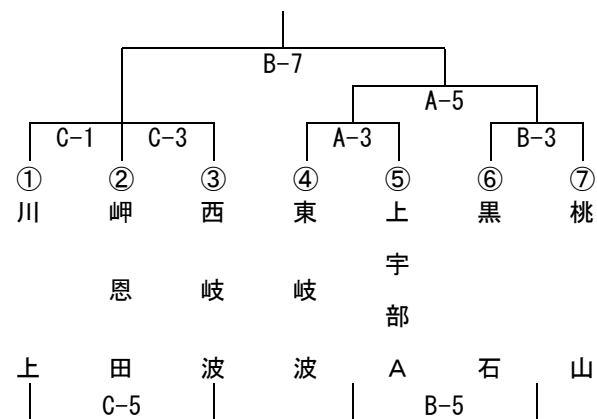 B-7
A-5
C-1 C-3 A-3 B-3
① ② ③ ④ ⑤ ⑥ ⑦
川上
岬恩田
西岐波
東岐波
上宇部A
黒石
桃山
C-5 B-5